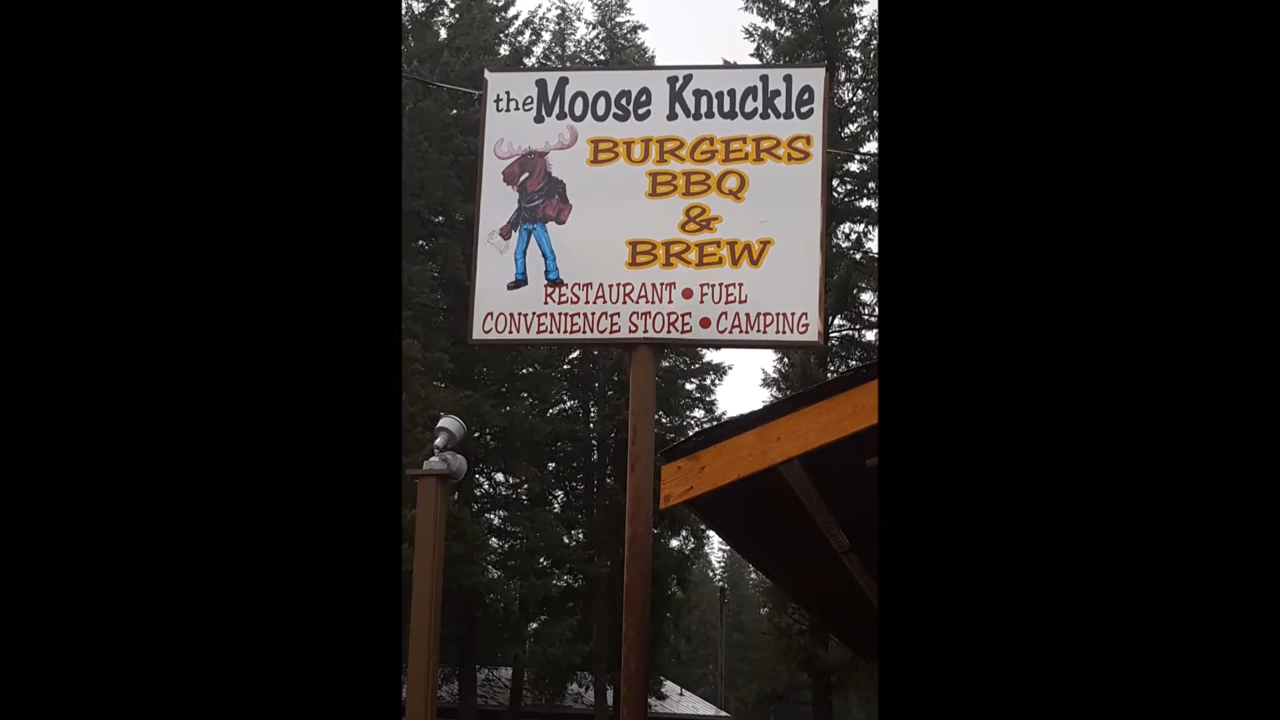 the Moose Knuckle
BURGERS
BBQ
&
BREW
RESTAURANT • FUEL
CONVENIENCE STORE • CAMPING